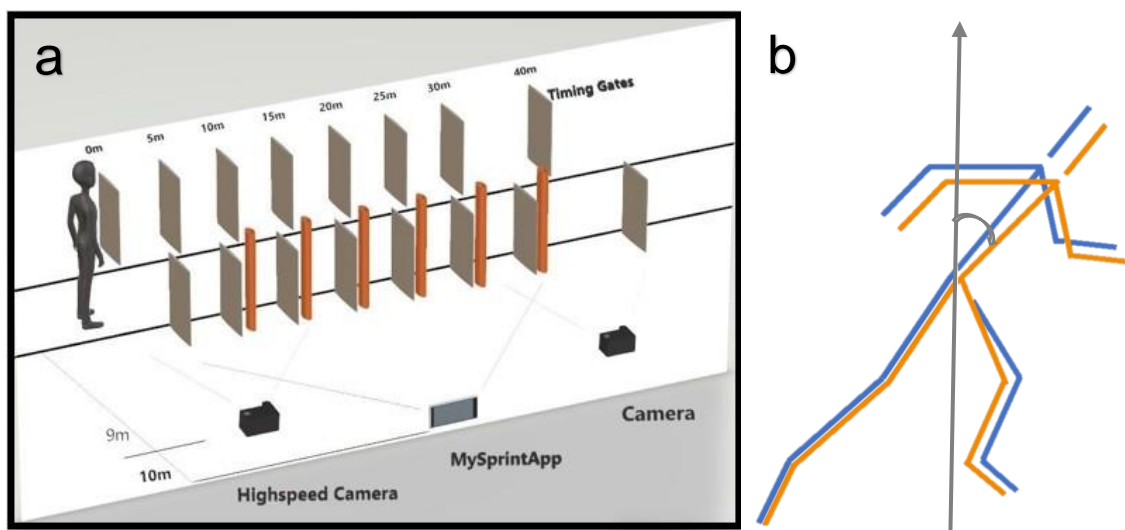 a
0m
5m
10m
15m
20m
25m
30m
40m
Timing Gates
9m
10m
Highspeed Camera
MySprintApp
Camera
b